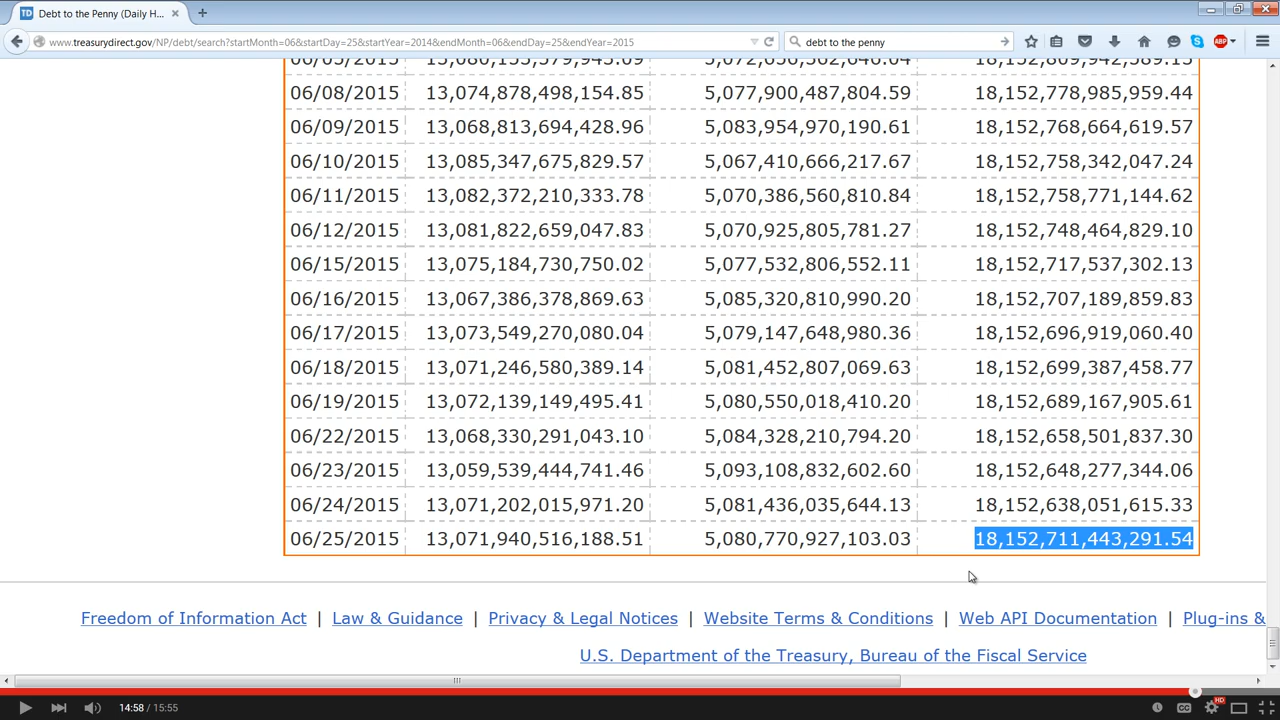 Debt to the Penny (Daily H...
www.treasurydirect.gov/NP/debt/search?startMonth=06&startDay=25&startYear=2014&endMonth=06&endDay=25&endYear=2015
debt to the penny
ABP
06/08/2015 13,074,878,498,154.85 5,077,900,487,804.59 18,152,778,985,959.44
06/09/2015 13,068,813,694,428.96 5,083,954,970,190.61 18,152,768,664,619.57
06/10/2015 13,085,347,675,829.57 5,067,410,666,217.67 18,152,758,342,047.24
06/11/2015 13,082,372,210,333.78 5,070,386,560,810.84 18,152,758,771,144.62
06/12/2015 13,081,822,659,047.83 5,070,925,805,781.27 18,152,748,464,829.10
06/15/2015 13,075,184,730,750.02 5,077,532,806,552.11 18,152,717,537,302.13
06/16/2015 13,067,386,378,869.63 5,085,320,810,990.20 18,152,707,189,859.83
06/17/2015 13,073,549,270,080.04 5,079,147,648,980.36 18,152,696,919,060.40
06/18/2015 13,071,246,580,389.14 5,081,452,807,069.63 18,152,699,387,458.77
06/19/2015 13,072,139,149,495.41 5,080,550,018,410.20 18,152,689,167,905.61
06/22/2015 13,068,330,291,043.10 5,084,328,210,794.20 18,152,658,501,837.30
06/23/2015 13,059,539,444,741.46 5,093,108,832,602.60 18,152,648,277,344.06
06/24/2015 13,071,202,015,971.20 5,081,436,035,644.13 18,152,638,051,615.33
06/25/2015 13,071,940,516,188.51 5,080,770,927,103.03 18,152,711,443,291.54
Freedom of Information Act | Law & Guidance | Privacy & Legal Notices | Website Terms & Conditions | Web API Documentation | Plug-ins &
U.S. Department of the Treasury, Bureau of the Fiscal Service
14:58 / 15:55
HD